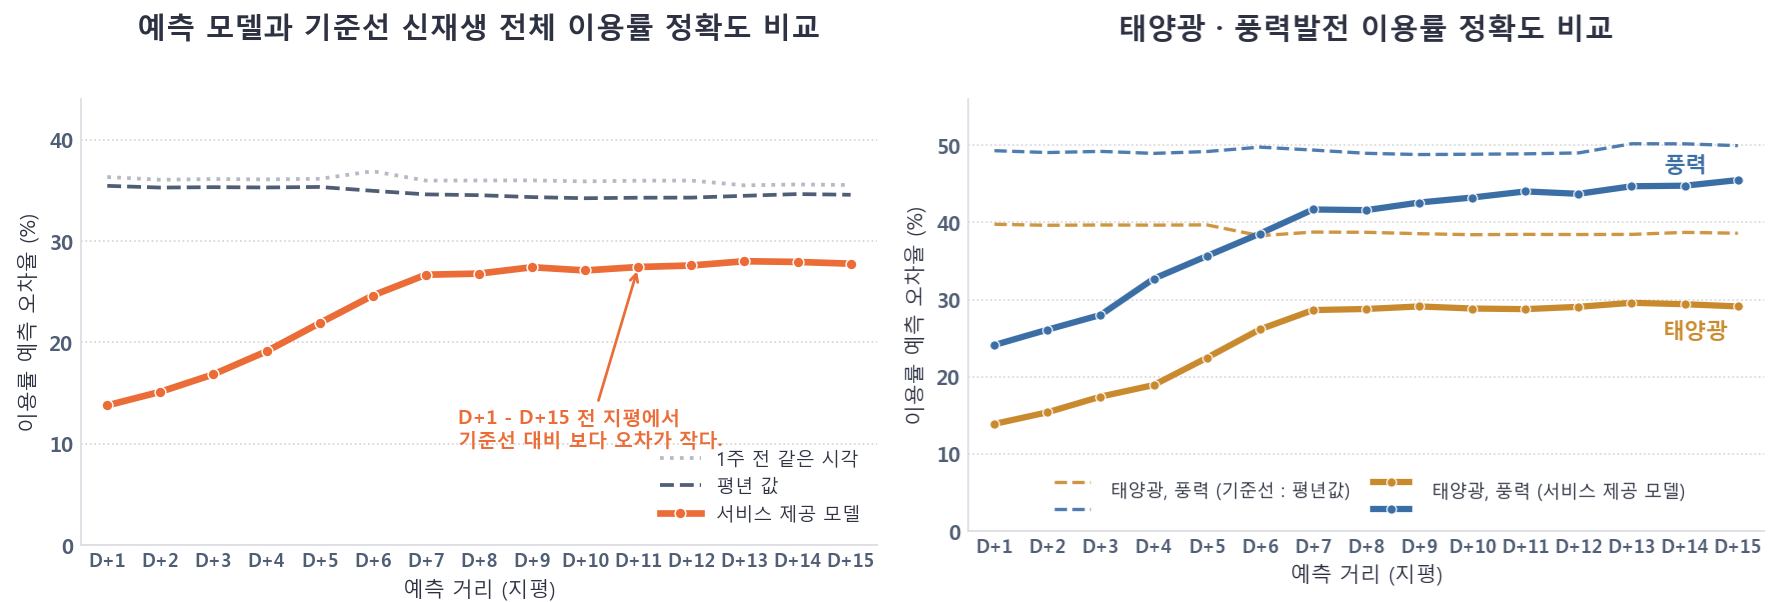 예측 모델과 기준선 신재생 전체 이용률 정확도 비교
이용률 예측 오차율 (%)
40
30
20
10
0
D+1 - D+15 전 지평에서
기준선 대비 보다 오차가 작다.
1주 전 같은 시각
평년 값
서비스 제공 모델
D+1 D+2 D+3 D+4 D+5 D+6 D+7 D+8 D+9 D+10 D+11 D+12 D+13 D+14 D+15
예측 거리 (지평)
태양광 · 풍력발전 이용률 정확도 비교
이용률 예측 오차율 (%)
50
40
30
20
10
0
풍력
태양광
태양광, 풍력 (기준선 : 평년값)
태양광, 풍력 (서비스 제공 모델)
D+1 D+2 D+3 D+4 D+5 D+6 D+7 D+8 D+9 D+10 D+11 D+12 D+13 D+14 D+15
예측 거리 (지평)